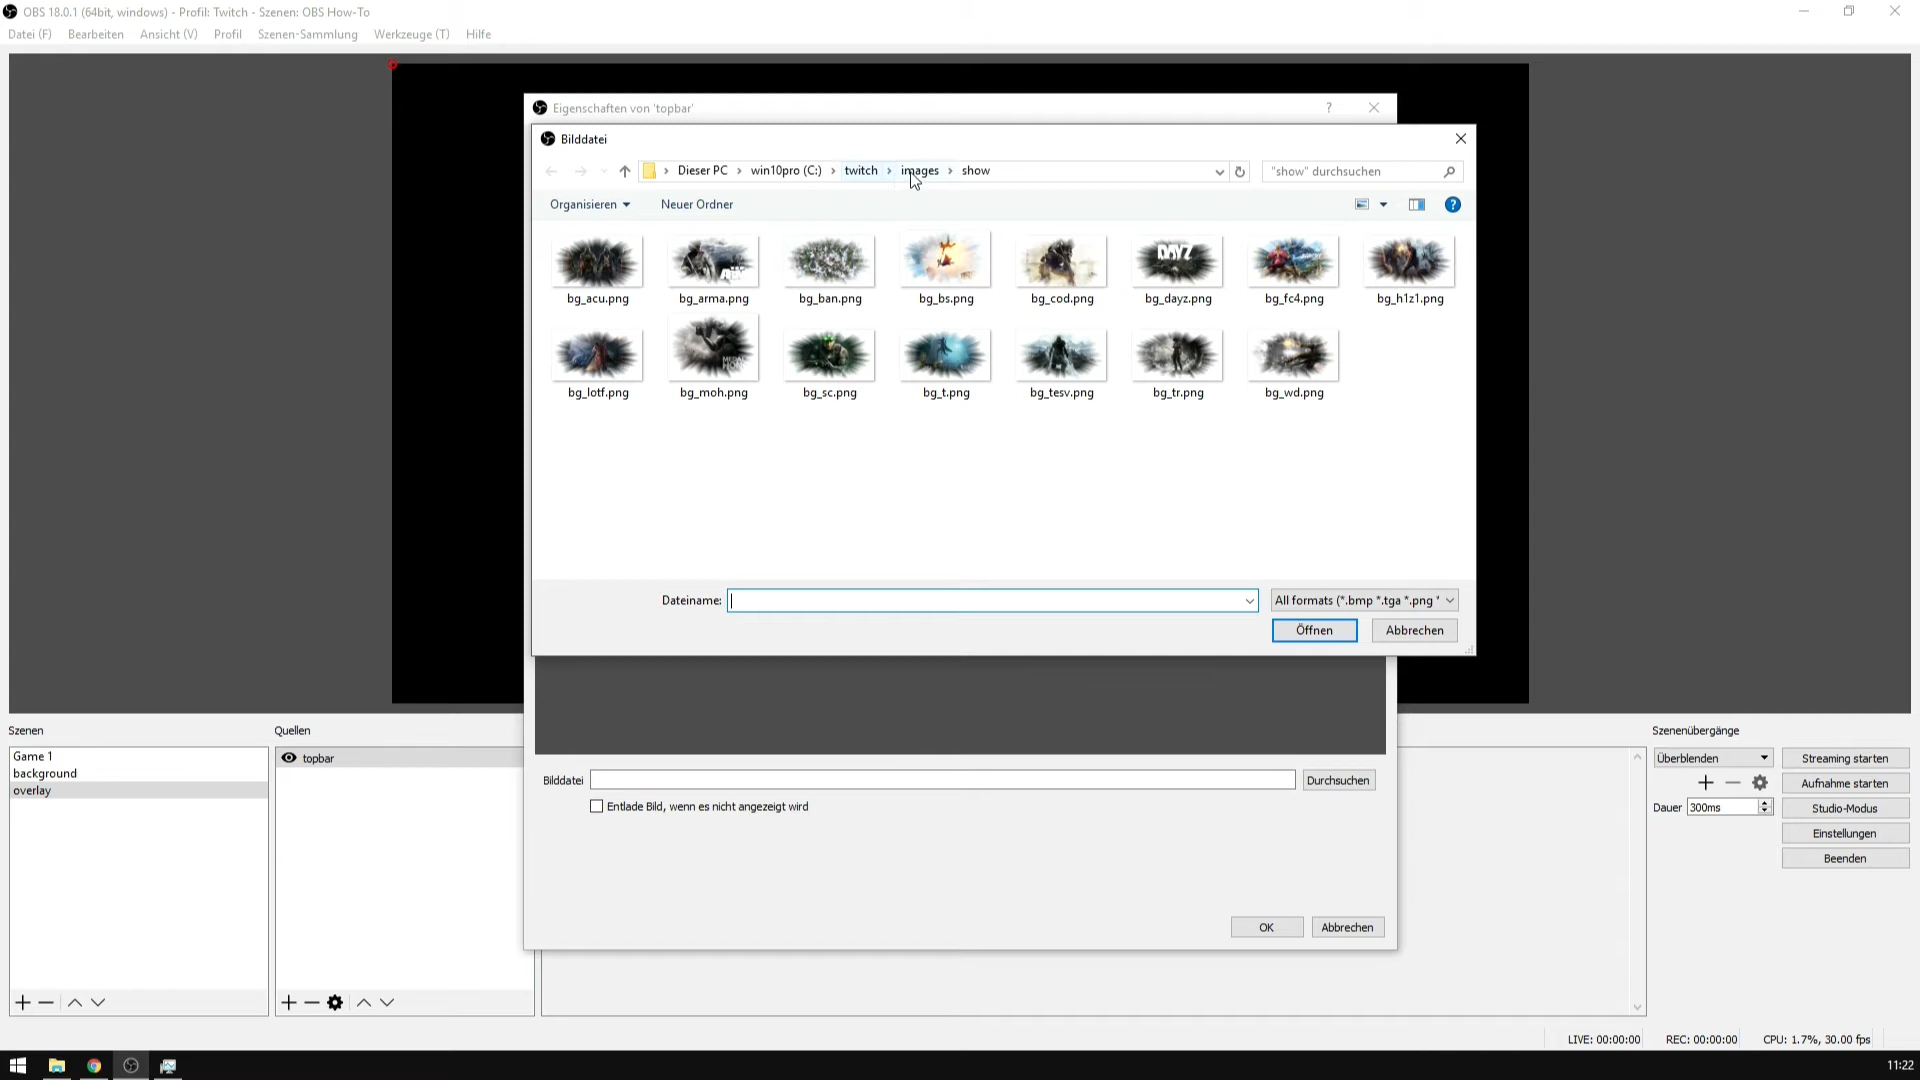 OBS 18.0.1 (64bit, windows) - Profil: Twitch - Szenen: OBS How-To
Datei (F) Bearbeiten Ansicht (V) Profil Szenen-Sammlung Werkzeuge (T) Hilfe
Eigenschaften von 'topbar' ?
Bilddatei
Dieser PC > win10pro (C:) > twitch > images > show "show" durchsuchen
Organisieren Neuer Ordner ?
DAYZ
bg_acu.png bg_arma.png bg_ban.png bg_bs.png bg_cod.png bg_dayz.png bg_fc4.png bg_h1z1.png
bg_lotf.png bg_moh.png bg_sc.png bg_t.png bg_tesv.png bg_tr.png bg_wd.png
Dateiname: All formats (*.bmp *.tga *.png *
Öffnen Abbrechen
Szenen Quellen Szenenübergänge
Game 1
background
overlay
topbar
Bilddatei Durchsuchen
Entlade Bild, wenn es nicht angezeigt wird
OK Abbrechen
Überblenden
Dauer 300ms
Streaming starten
Aufnahme starten
Studio-Modus
Einstellungen
Beenden
LIVE: 00:00:00 REC: 00:00:00 CPU: 1.7%, 30.00 fps
11:22